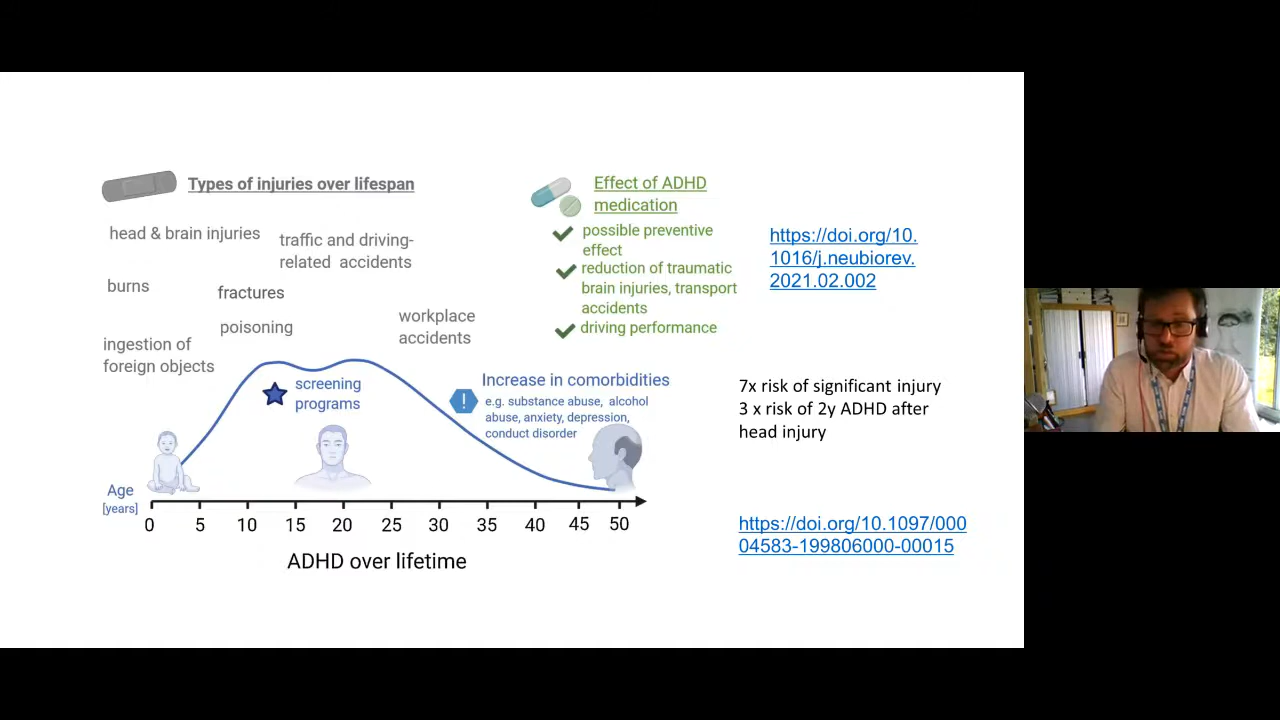 Types of injuries over lifespan
head & brain injuries
traffic and driving-
related accidents
burns
fractures
poisoning
workplace
accidents
ingestion of
foreign objects
Effect of ADHD
medication
possible preventive
effect
reduction of traumatic
brain injuries, transport
accidents
driving performance
screening
programs
!
Increase in comorbidities
e.g. substance abuse, alcohol
abuse, anxiety, depression,
conduct disorder
Age
[years]
0 5 10 15 20 25 30 35 40 45 50
ADHD over lifetime
https://doi.org/10.
1016/j.neubiorev.
2021.02.002
7x risk of significant injury
3 x risk of 2y ADHD after
head injury
https://doi.org/10.1097/000
04583-199806000-00015